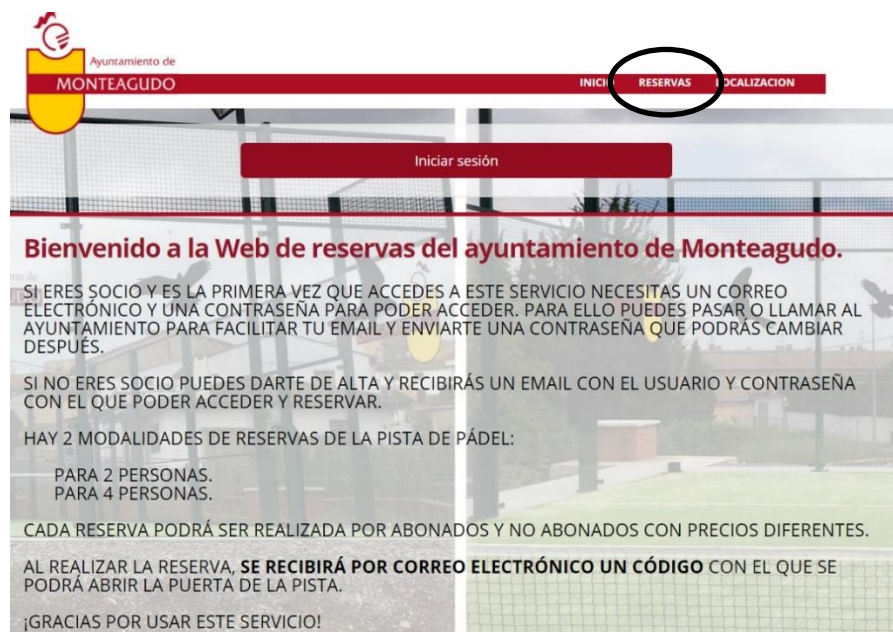 Ayuntamiento de
MONTEAGUDO
INICIO RESERVAS LOCALIZACION
Iniciar sesión
Bienvenido a la Web de reservas del ayuntamiento de Monteagudo.
SI ERES SOCIO Y ES LA PRIMERA VEZ QUE ACCEDES A ESTE SERVICIO NECESITAS UN CORREO
ELECTRÓNICO Y UNA CONTRASEÑA PARA PODER ACCEDER. PARA ELLO PUEDES PASAR O LLAMAR AL
AYUNTAMIENTO PARA FACILITAR TU EMAIL Y ENVIARTE UNA CONTRASEÑA QUE PODRÁS CAMBIAR
DESPUÉS.
SI NO ERES SOCIO PUEDES DARTE DE ALTA Y RECIBIRÁS UN EMAIL CON EL USUARIO Y CONTRASEÑA
CON EL QUE PODER ACCEDER Y RESERVAR.
HAY 2 MODALIDADES DE RESERVAS DE LA PISTA DE PÁDEL:
PARA 2 PERSONAS.
PARA 4 PERSONAS.
CADA RESERVA PODRÁ SER REALIZADA POR ABONADOS Y NO ABONADOS CON PRECIOS DIFERENTES.
AL REALIZAR LA RESERVA, SE RECIBIRÁ POR CORREO ELECTRÓNICO UN CÓDIGO CON EL QUE SE
PODRÁ ABRIR LA PUERTA DE LA PISTA.
¡GRACIAS POR USAR ESTE SERVICIO!